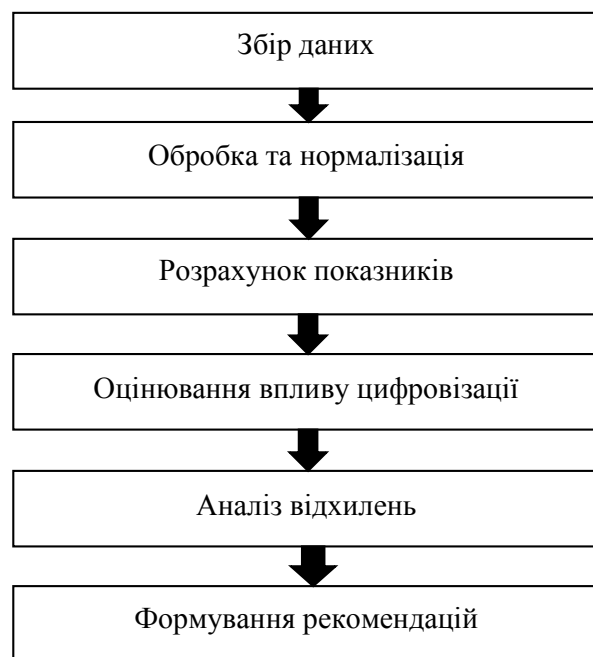 Збір даних
Обробка та нормалізація
Розрахунок показників
Оцінювання впливу цифровізації
Аналіз відхилень
Формування рекомендацій